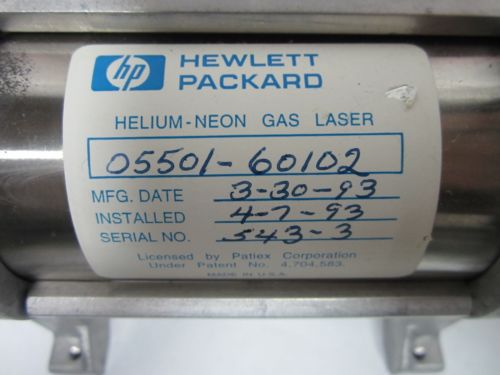 hp HEWLETT
PACKARD
HELIUM-NEON GAS LASER
05501-60102
MFG. DATE 3-30-93
INSTALLED 4-7-93
SERIAL NO. 543-3
Licensed by Patlex Corporation
Under Patent No. 4,704,583.
MADE IN U.S.A.